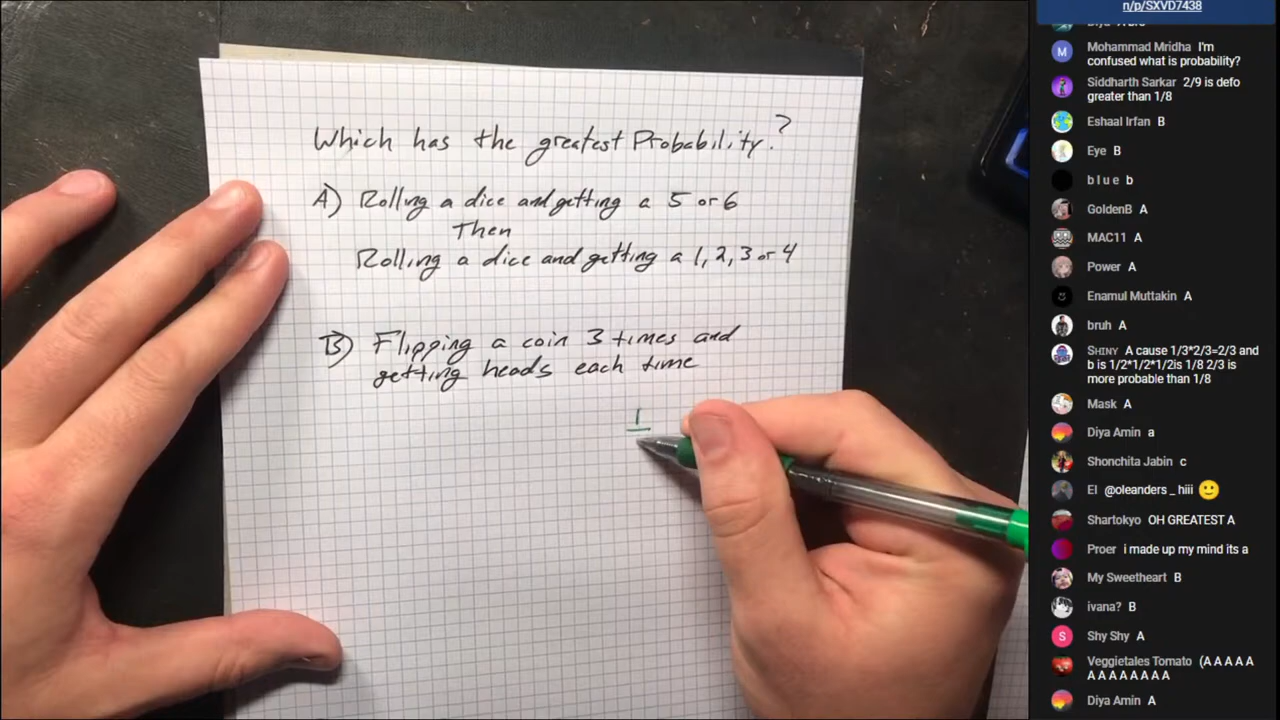 Which has the greatest Probability?
A) Rolling a dice and getting a 5 or 6
Then
Rolling a dice and getting a 1, 2, 3 or 4
B) Flipping a coin 3 times and
getting heads each time
1
n/p/SXVD7438
Mohammad Mridha I'm
confused what is probability?
Siddharth Sarkar 2/9 is defo
greater than 1/8
Eshaal Irfan B
Eye B
b l u e b
GoldenB A
MAC11 A
Power A
Enamul Muttakin A
bruh A
SHINY A cause 1/3*2/3=2/3 and
b is 1/2*1/2*1/2is 1/8 2/3 is
more probable than 1/8
Mask A
Diya Amin a
Shonchita Jabin c
El @oleanders _ hiii 🙂
Shartokyo OH GREATEST A
Proer i made up my mind its a
My Sweetheart B
ivana? B
S
Shy Shy A
Veggietales Tomato (A A A A A
A A A A A A A A A
Diya Amin A